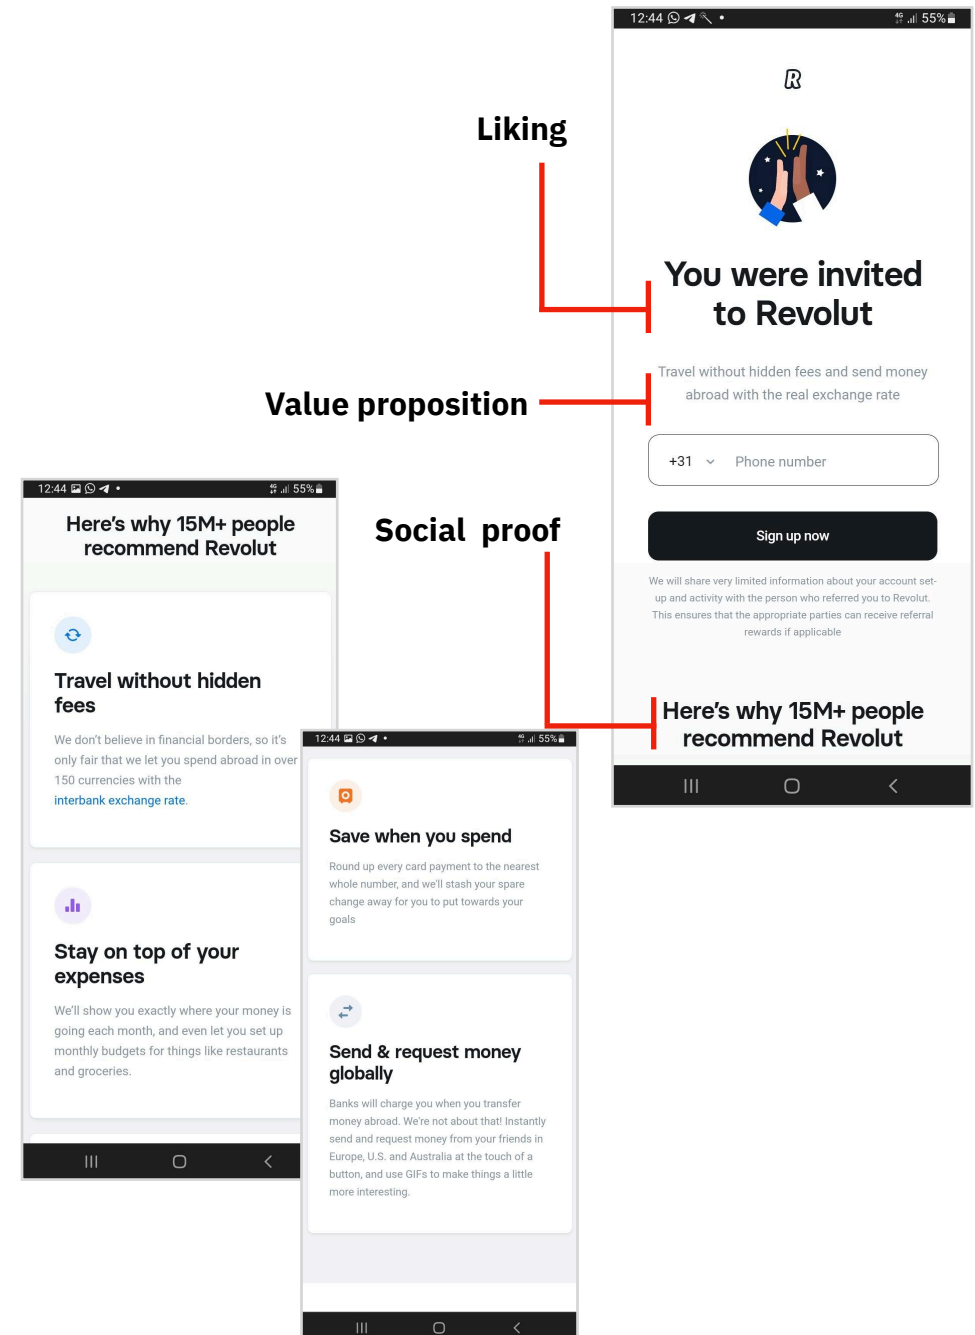 12:44
4G 55%
R
Liking
You were invited
to Revolut
Travel without hidden fees and send money
abroad with the real exchange rate
Value proposition
+31 Phone number
Sign up now
Social proof
We will share very limited information about your account set-
up and activity with the person who referred you to Revolut.
This ensures that the appropriate parties can receive referral
rewards if applicable
Here's why 15M+ people
recommend Revolut
12:44
4G 55%
Here's why 15M+ people
recommend Revolut
Travel without hidden
fees
We don't believe in financial borders, so it's
only fair that we let you spend abroad in over
150 currencies with the
interbank exchange rate.
Stay on top of your
expenses
We'll show you exactly where your money is
going each month, and even let you set up
monthly budgets for things like restaurants
and groceries.
12:44
4G 55%
Save when you spend
Round up every card payment to the nearest
whole number, and we'll stash your spare
change away for you to put towards your
goals
Send & request money
globally
Banks will charge you when you transfer
money abroad. We're not about that! Instantly
send and request money from your friends in
Europe, U.S. and Australia at the touch of a
button, and use GIFs to make things a little
more interesting.